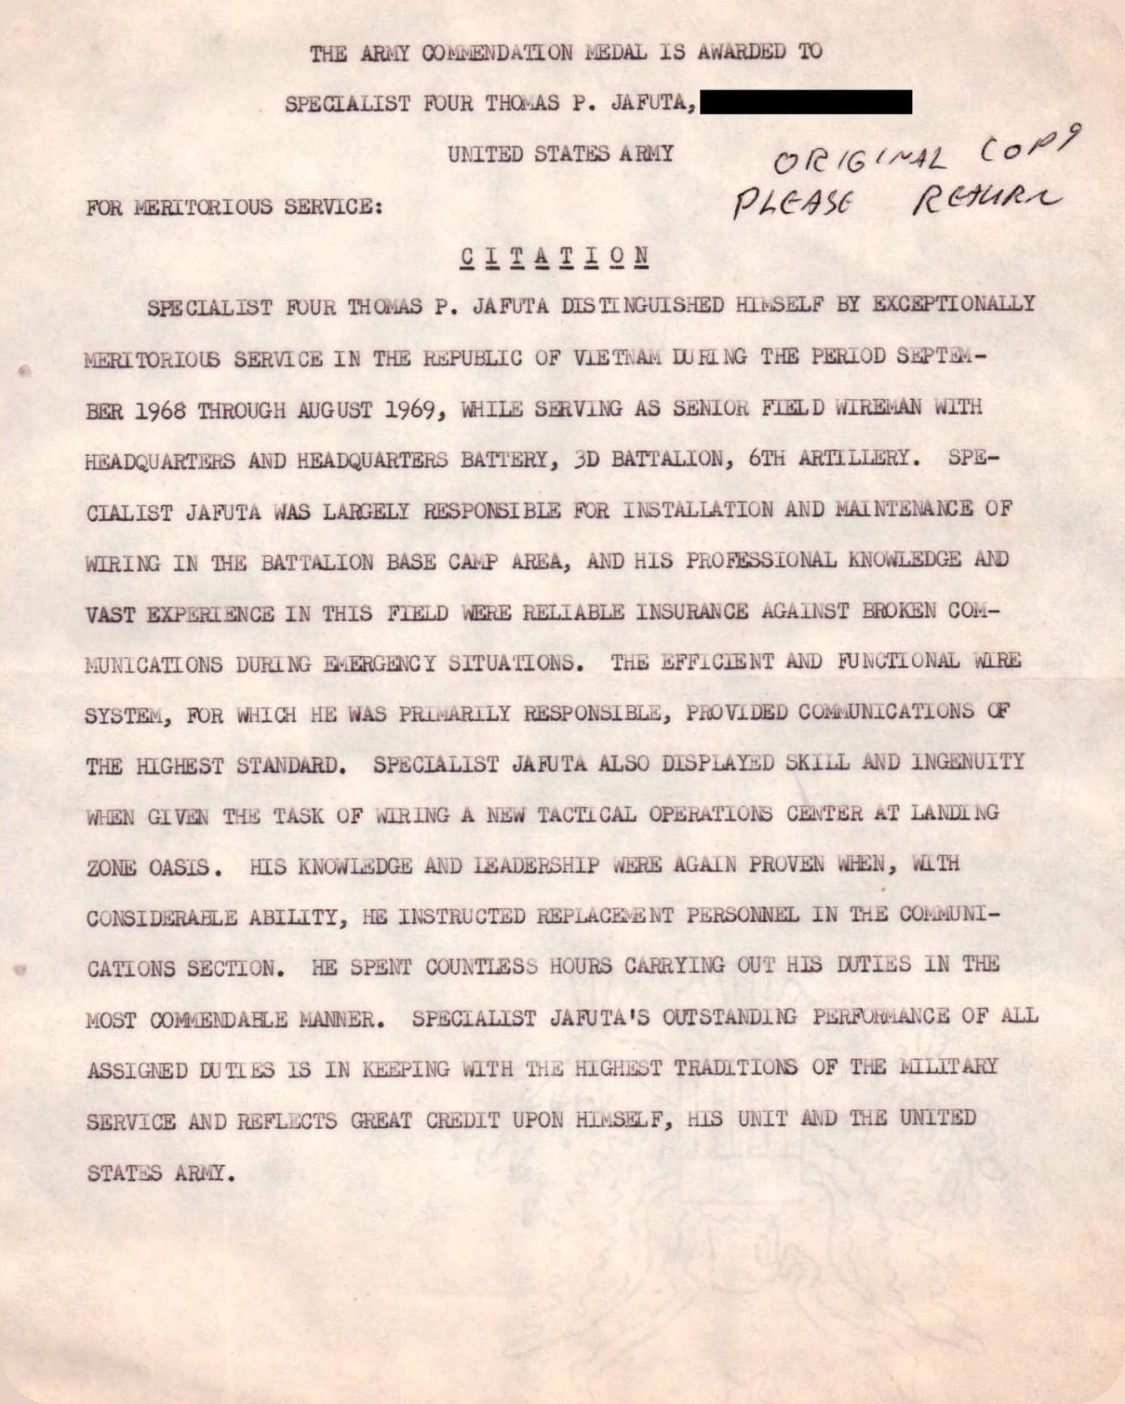 THE ARMY COMMENDATION MEDAL IS AWARDED TO
SPECIALIST FOUR THOMAS P. JAFUTA,
UNITED STATES ARMY
ORIGINAL COPY
PLEASE RETURN
FOR MERITORIOUS SERVICE:
CITATION
SPECIALIST FOUR THOMAS P. JAFUTA DISTINGUISHED HIMSELF BY EXCEPTIONALLY
MERITORIOUS SERVICE IN THE REPUBLIC OF VIETNAM DURING THE PERIOD SEPTEM-
BER 1968 THROUGH AUGUST 1969, WHILE SERVING AS SENIOR FIELD WIREMAN WITH
HEADQUARTERS AND HEADQUARTERS BATTERY, 3D BATTALION, 6TH ARTILLERY. SPE-
CIALIST JAFUTA WAS LARGELY RESPONSIBLE FOR INSTALLATION AND MAINTENANCE OF
WIRING IN THE BATTALION BASE CAMP AREA, AND HIS PROFESSIONAL KNOWLEDGE AND
VAST EXPERIENCE IN THIS FIELD WERE RELIABLE INSURANCE AGAINST BROKEN COM-
MUNICATIONS DURING EMERGENCY SITUATIONS. THE EFFICIENT AND FUNCTIONAL WIRE
SYSTEM, FOR WHICH HE WAS PRIMARILY RESPONSIBLE, PROVIDED COMMUNICATIONS OF
THE HIGHEST STANDARD. SPECIALIST JAFUTA ALSO DISPLAYED SKILL AND INGENUITY
WHEN GIVEN THE TASK OF WIRING A NEW TACTICAL OPERATIONS CENTER AT LANDING
ZONE OASIS. HIS KNOWLEDGE AND LEADERSHIP WERE AGAIN PROVEN WHEN, WITH
CONSIDERABLE ABILITY, HE INSTRUCTED REPLACEMENT PERSONNEL IN THE COMMUNI-
CATIONS SECTION. HE SPENT COUNTLESS HOURS CARRYING OUT HIS DUTIES IN THE
MOST COMMENDABLE MANNER. SPECIALIST JAFUTA'S OUTSTANDING PERFORMANCE OF ALL
ASSIGNED DUTIES IS IN KEEPING WITH THE HIGHEST TRADITIONS OF THE MILITARY
SERVICE AND REFLECTS GREAT CREDIT UPON HIMSELF, HIS UNIT AND THE UNITED
STATES ARMY.